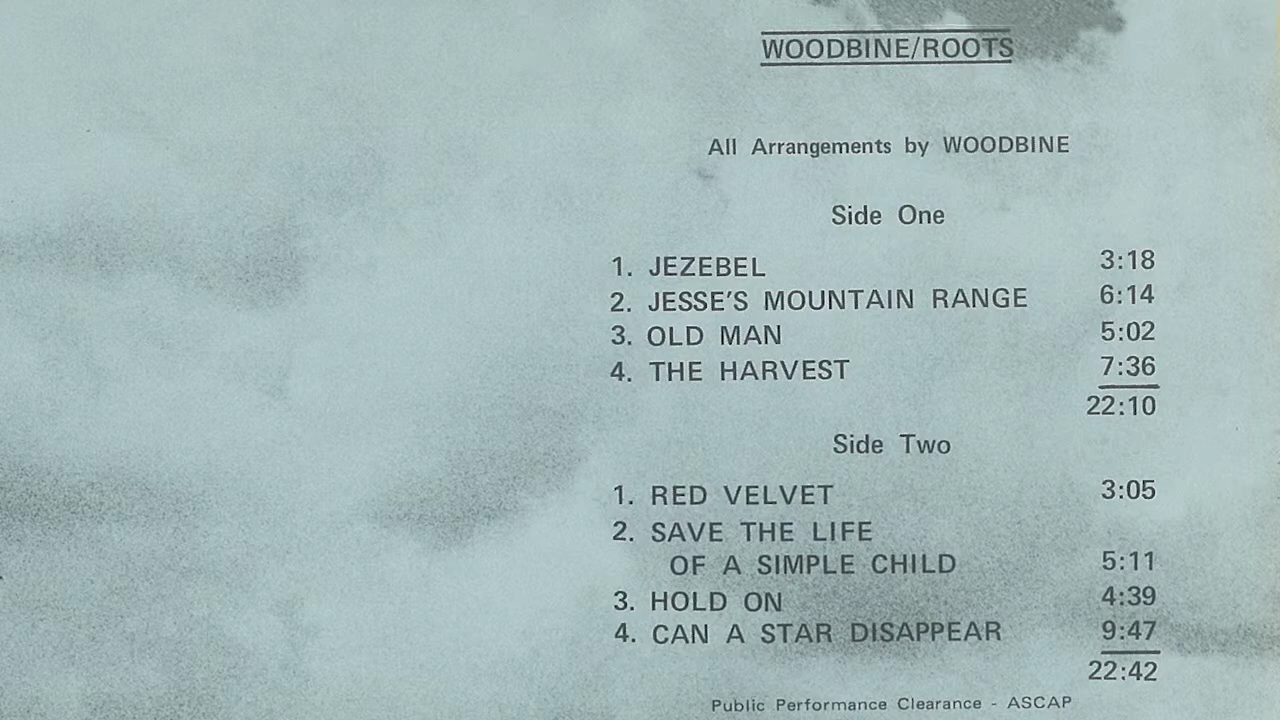 WOODBINE/ROOTS
All Arrangements by WOODBINE
Side One
1. JEZEBEL 3:18
2. JESSE'S MOUNTAIN RANGE 6:14
3. OLD MAN 5:02
4. THE HARVEST 7:36
22:10
Side Two
1. RED VELVET 3:05
2. SAVE THE LIFE
OF A SIMPLE CHILD 5:11
3. HOLD ON 4:39
4. CAN A STAR DISAPPEAR 9:47
22:42
Public Performance Clearance - ASCAP